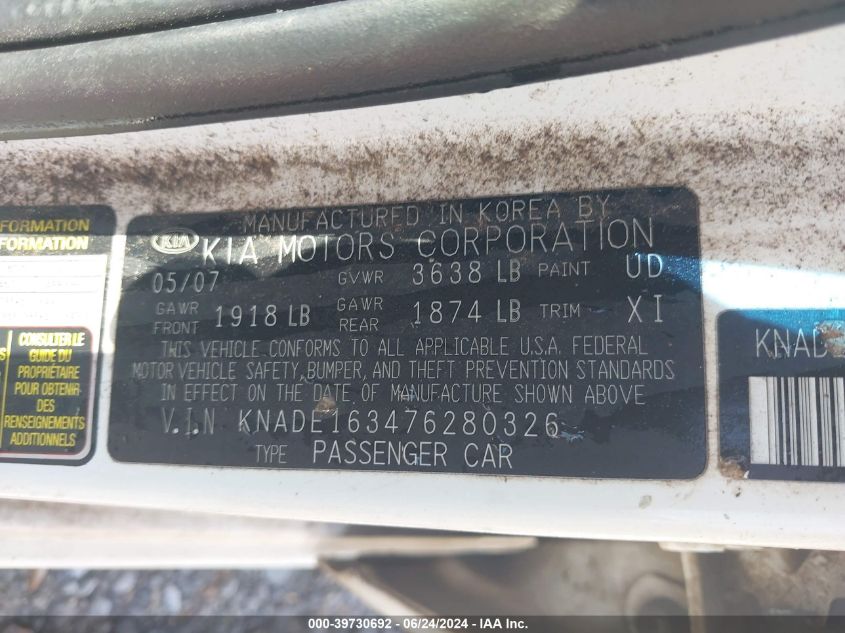 FORMATION
FORMATION
CONSULTER LE
GUIDE DU
PROPRIÉTAIRE
POUR OBTENIR
DES
RENSEIGNEMENTS
ADDITIONNELS
MANUFACTURED IN KOREA BY
KIA KIA MOTORS CORPORATION
05/07 GVWR 3638 LB PAINT UD
GAWR FRONT 1918 LB GAWR REAR 1874 LB TRIM XI
THIS VEHICLE CONFORMS TO ALL APPLICABLE U.S.A. FEDERAL
MOTOR VEHICLE SAFETY, BUMPER, AND THEFT PREVENTION STANDARDS
IN EFFECT ON THE DATE OF MANUFACTURE SHOWN ABOVE
V.I.N KNADE163476280326
TYPE PASSENGER CAR
KNAD
000-39730692 - 06/24/2024 - IAA Inc.